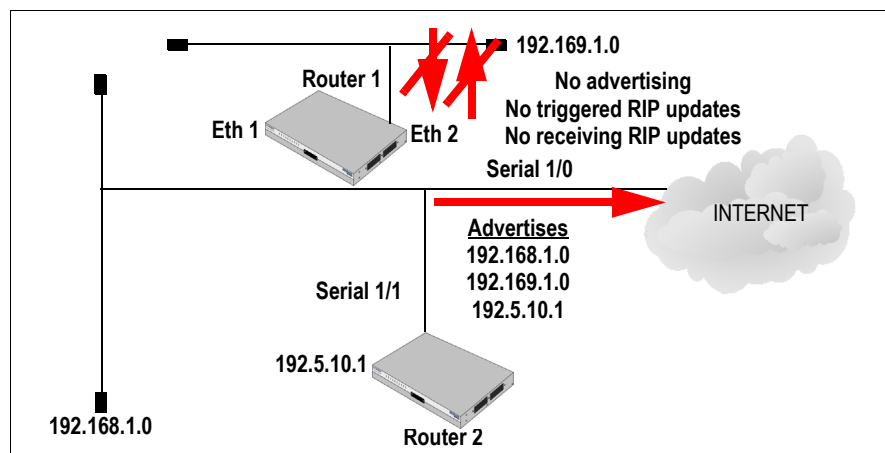 192.169.1.0
Router 1
No advertising
No triggered RIP updates
No receiving RIP updates
Eth 1
Eth 2
Serial 1/0
INTERNET
Advertises
192.168.1.0
192.169.1.0
192.5.10.1
Serial 1/1
192.5.10.1
192.168.1.0
Router 2